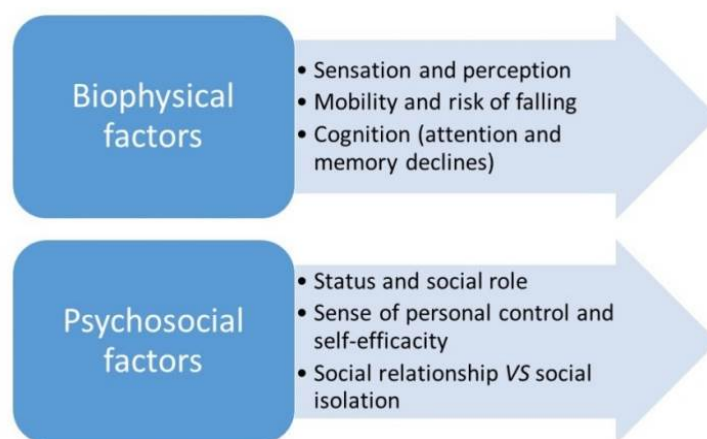 Biophysical
factors
• Sensation and perception
• Mobility and risk of falling
• Cognition (attention and
memory declines)
Psychosocial
factors
• Status and social role
• Sense of personal control and
self-efficacity
• Social relationship VS social
isolation